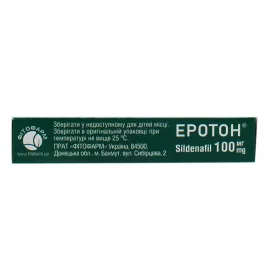 ФІТОФАРМ
www.fitofarm.ua
Зберігати у недоступному для дітей місці
Зберігати в оригінальній упаковці при
температурі не вище 25 °С.
ПРАТ «ФІТОФАРМ» Україна, 84500,
Донецька обл., м. Бахмут, вул. Сибірцева, 2
ЕРОТОН®
Sildenafil 100 мг
mg